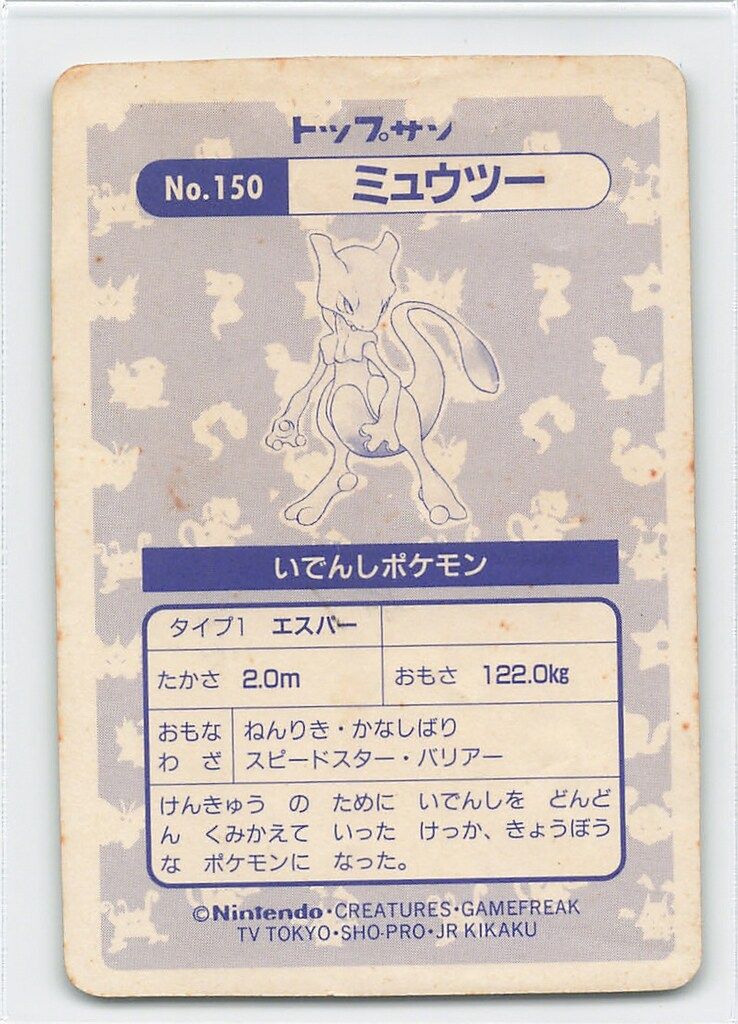 トップサン
No.150 ミュウツー
いでんしポケモン
タイプ1 エスパー
たかさ 2.0m おもさ 122.0kg
おもな ねんりき・かなしばり
わ ざ スピードスター・バリアー
けんきゅう の ために いでんしを どんど
ん くみかえて いった けっか、きょうぼう
な ポケモンに なった。
©Nintendo・CREATURES・GAMEFREAK
TV TOKYO・SHO-PRO・JR KIKAKU